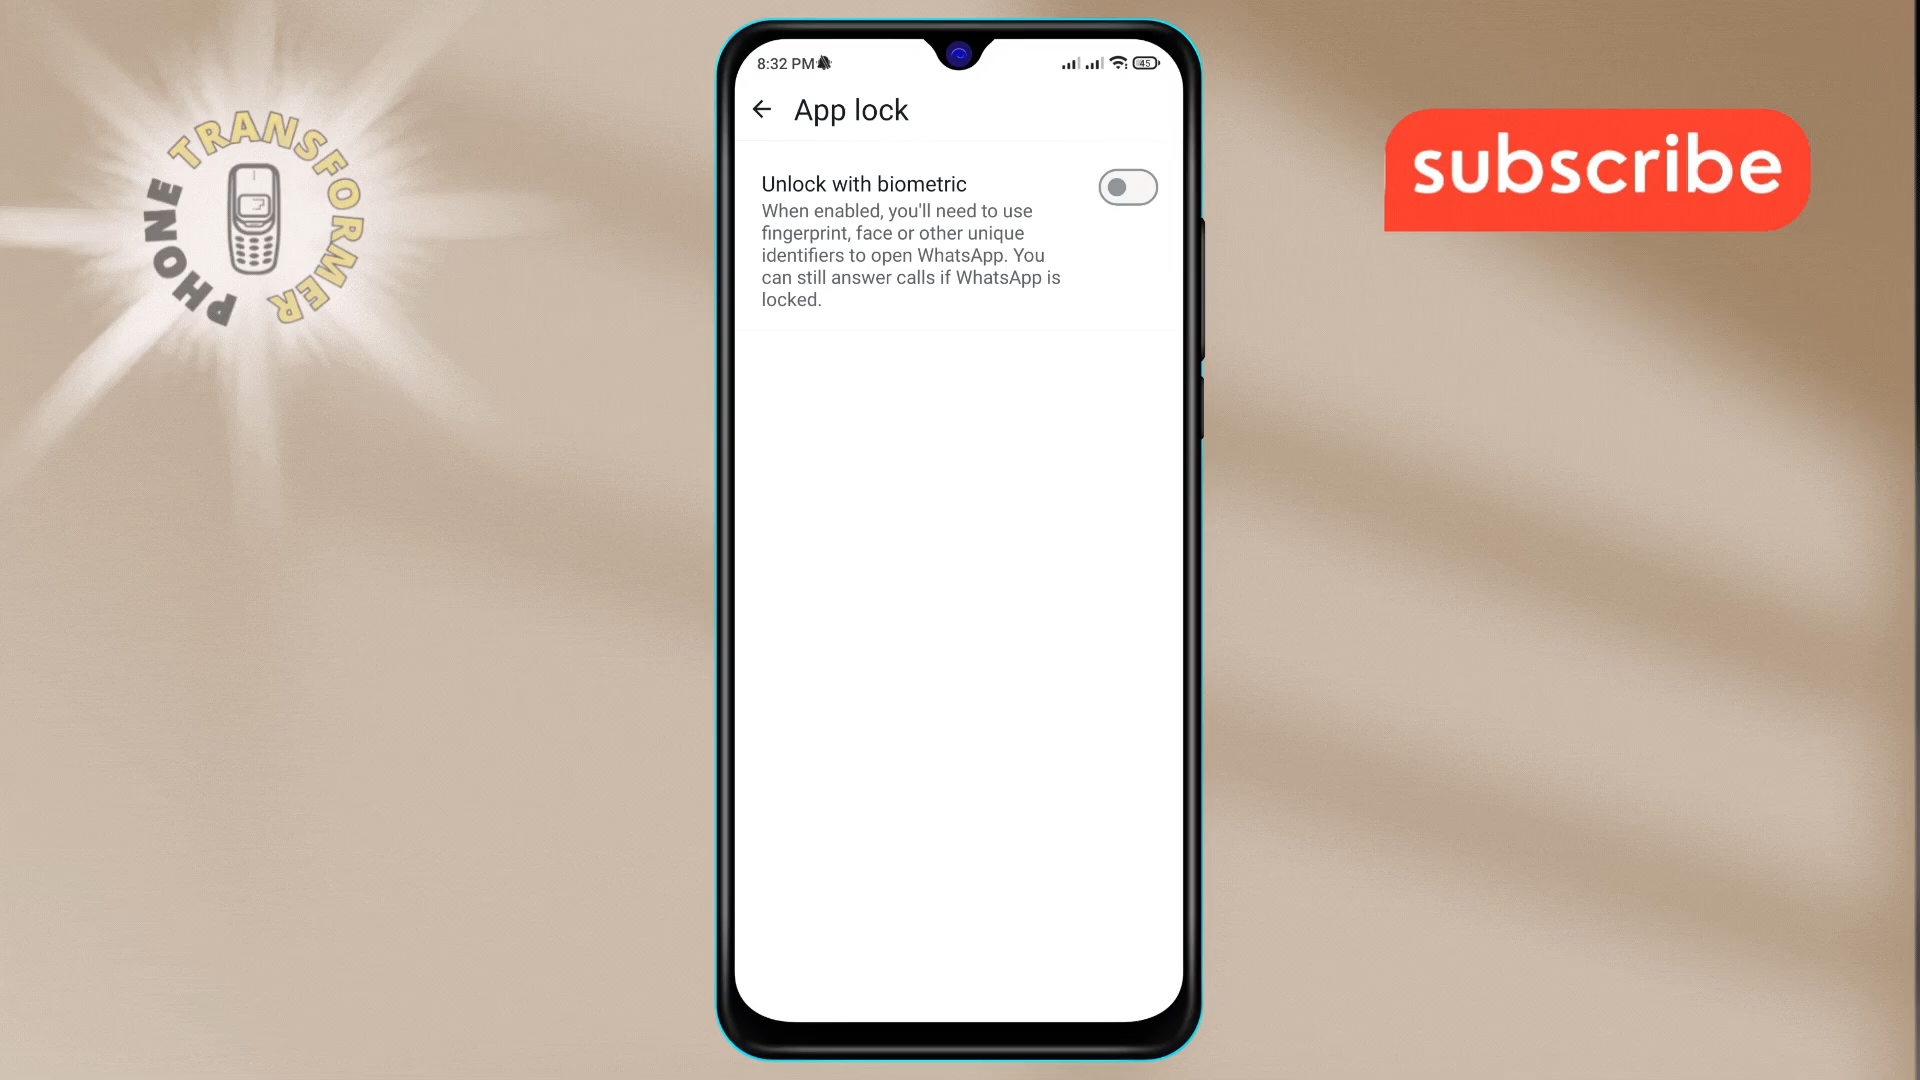 PHONE TRANSFORMER
8:32 PM
45
App lock
Unlock with biometric
When enabled, you'll need to use
fingerprint, face or other unique
identifiers to open WhatsApp. You
can still answer calls if WhatsApp is
locked.
subscribe